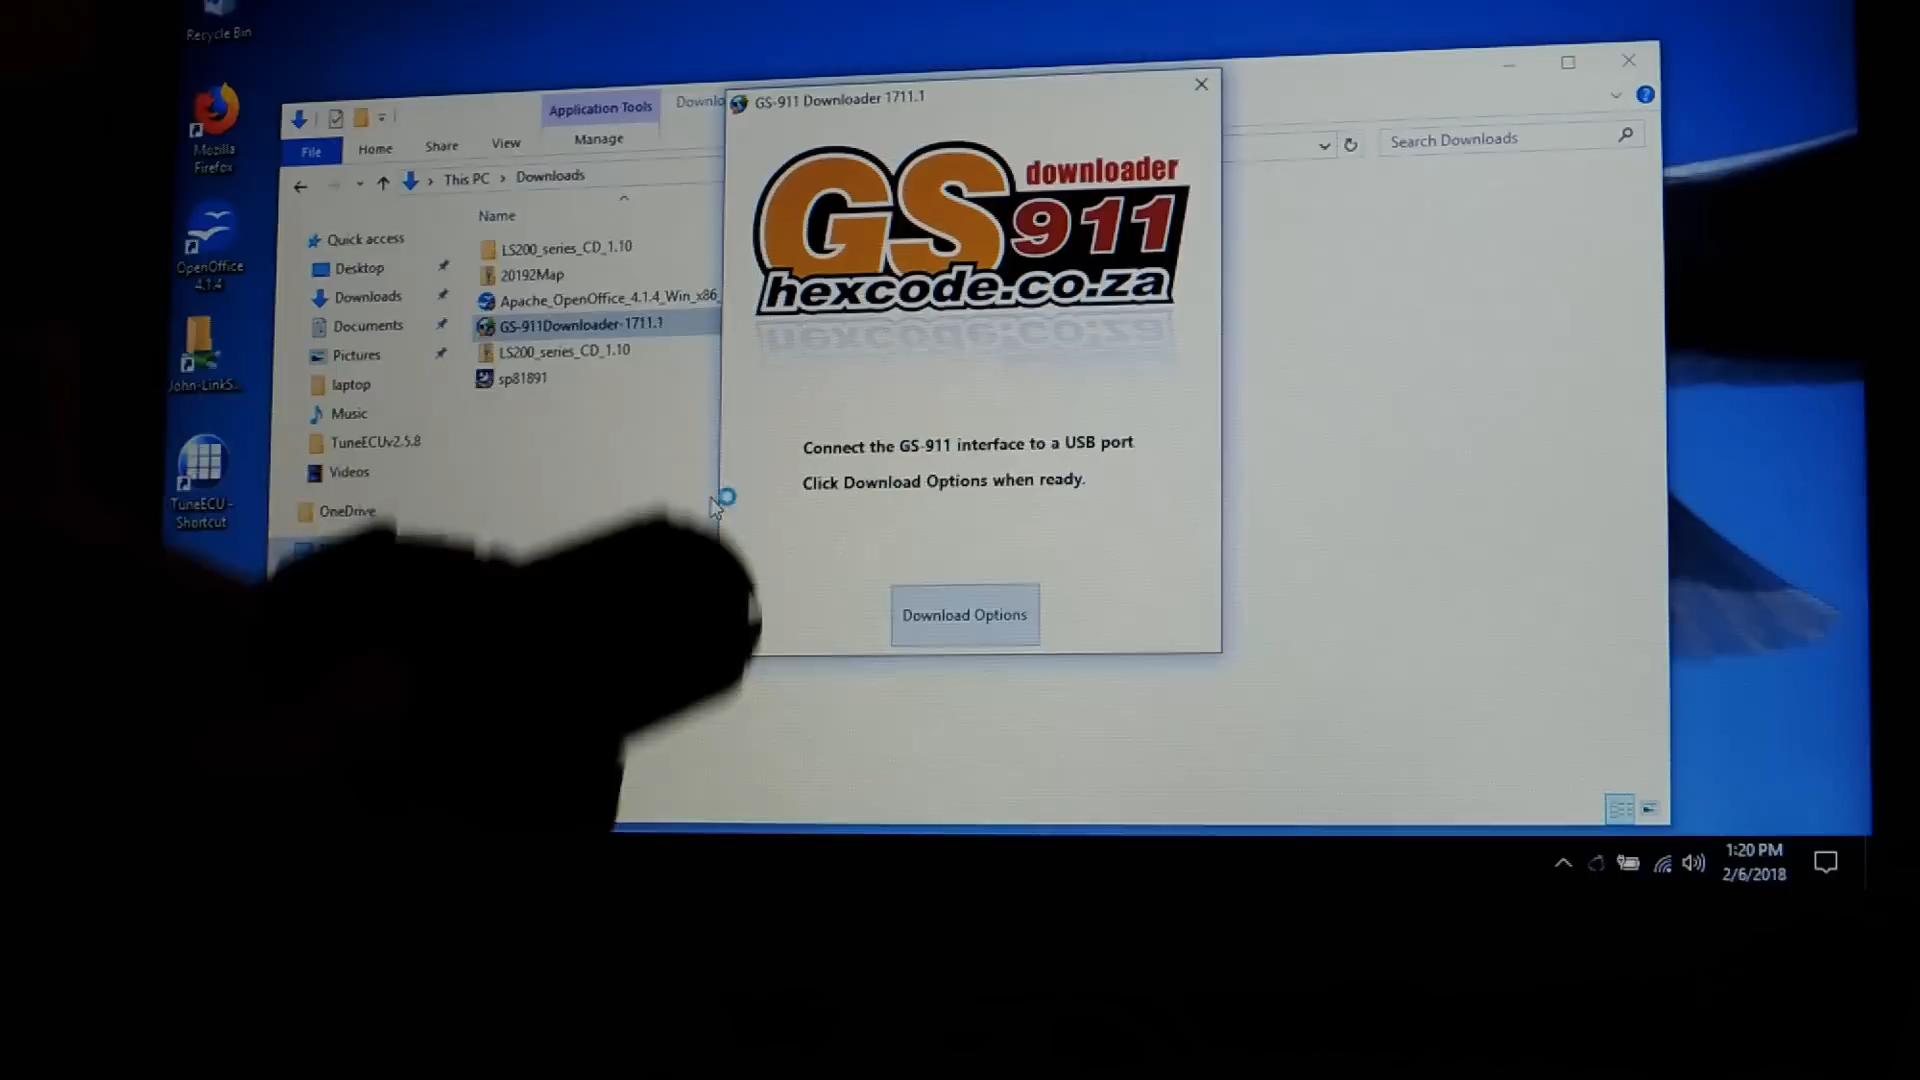 Recycle Bin
Mozilla
Firefox
OpenOffice
4.1.4
John-LinkS...
TuneECU -
Shortcut
Application Tools
Downlo
File
Home
Share
View
Manage
This PC > Downloads
Search Downloads
Name
Quick access
Desktop
Downloads
Documents
Pictures
laptop
Music
TuneECUv2.5.8
Videos
OneDrive
LS200_series_CD_1.10
20192Map
Apache_OpenOffice_4.1.4_Win_x86_
GS-911Downloader-1711.1
LS200_series_CD_1.10
sp81891
GS-911 Downloader 1711.1
downloader
GS 911
hexcode.co.za
hexcode.co.za
Connect the GS-911 interface to a USB port
Click Download Options when ready.
Download Options
1:20 PM
2/6/2018